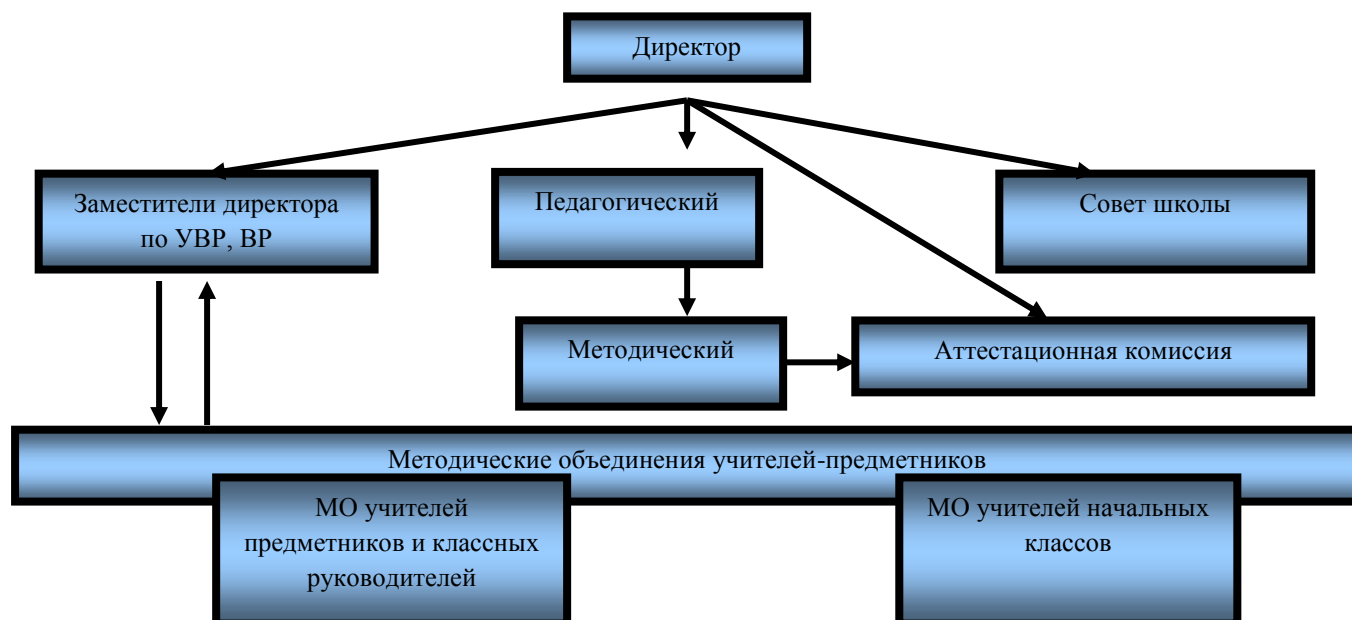 Директор
Заместители директора
по УВР, ВР
Педагогический
Совет школы
Методический
Аттестационная комиссия
Методические объединения учителей-предметников
МО учителей
предметников и классных
руководителей
МО учителей начальных
классов